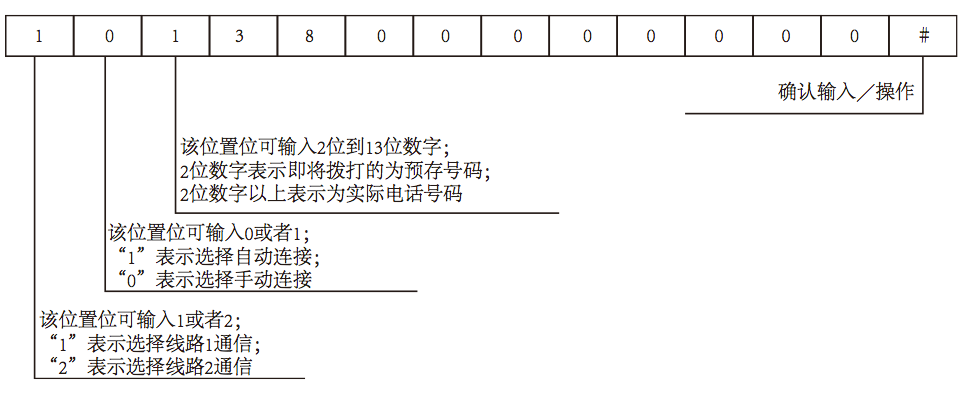 1 0 1 3 8 0 0 0 0 0 0 0 0 #
确认输入／操作
该位置位可输入2位到13位数字；
2位数字表示即将拨打的为预存号码；
2位数字以上表示为实际电话号码
该位置位可输入0或者1；
“1”表示选择自动连接；
“0”表示选择手动连接
该位置位可输入1或者2；
“1”表示选择线路1通信；
“2”表示选择线路2通信